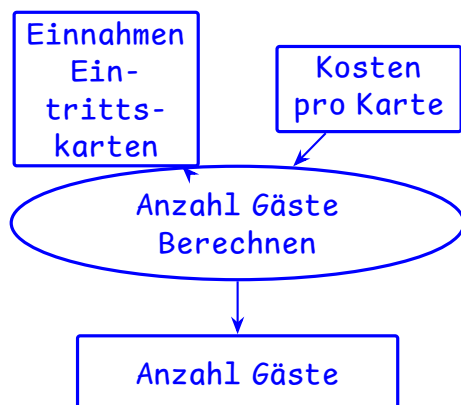 Einnahmen
Ein-
tritts-
karten
Kosten
pro Karte
Anzahl Gäste
Berechnen
Anzahl Gäste